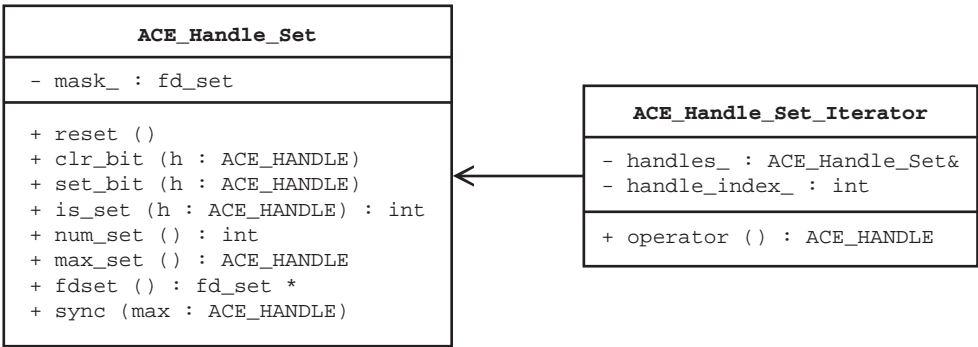 ACE_Handle_Set
- mask_ : fd_set
+ reset ()
+ clr_bit (h : ACE_HANDLE)
+ set_bit (h : ACE_HANDLE)
+ is_set (h : ACE_HANDLE) : int
+ num_set () : int
+ max_set () : ACE_HANDLE
+ fdset () : fd_set *
+ sync (max : ACE_HANDLE)
ACE_Handle_Set_Iterator
- handles_ : ACE_Handle_Set&
- handle_index_ : int
+ operator () : ACE_HANDLE